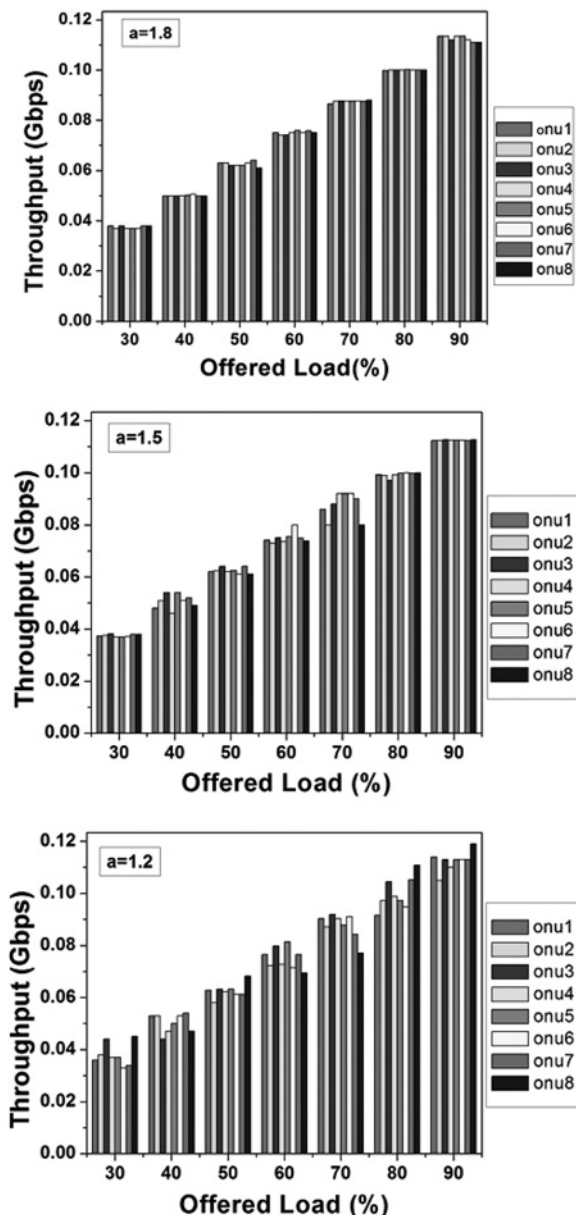 a=1.8
Throughput (Gbps)
0.12
0.10
0.08
0.06
0.04
0.02
0.00
30 40 50 60 70 80 90
Offered Load(%)
onu1
onu2
onu3
onu4
onu5
onu6
onu7
onu8
a=1.5
Throughput (Gbps)
0.12
0.10
0.08
0.06
0.04
0.02
0.00
30 40 50 60 70 80 90
Offered Load (%)
onu1
onu2
onu3
onu4
onu5
onu6
onu7
onu8
a=1.2
Throughput (Gbps)
0.12
0.10
0.08
0.06
0.04
0.02
0.00
30 40 50 60 70 80 90
Offered Load (%)
onu1
onu2
onu3
onu4
onu5
onu6
onu7
onu8